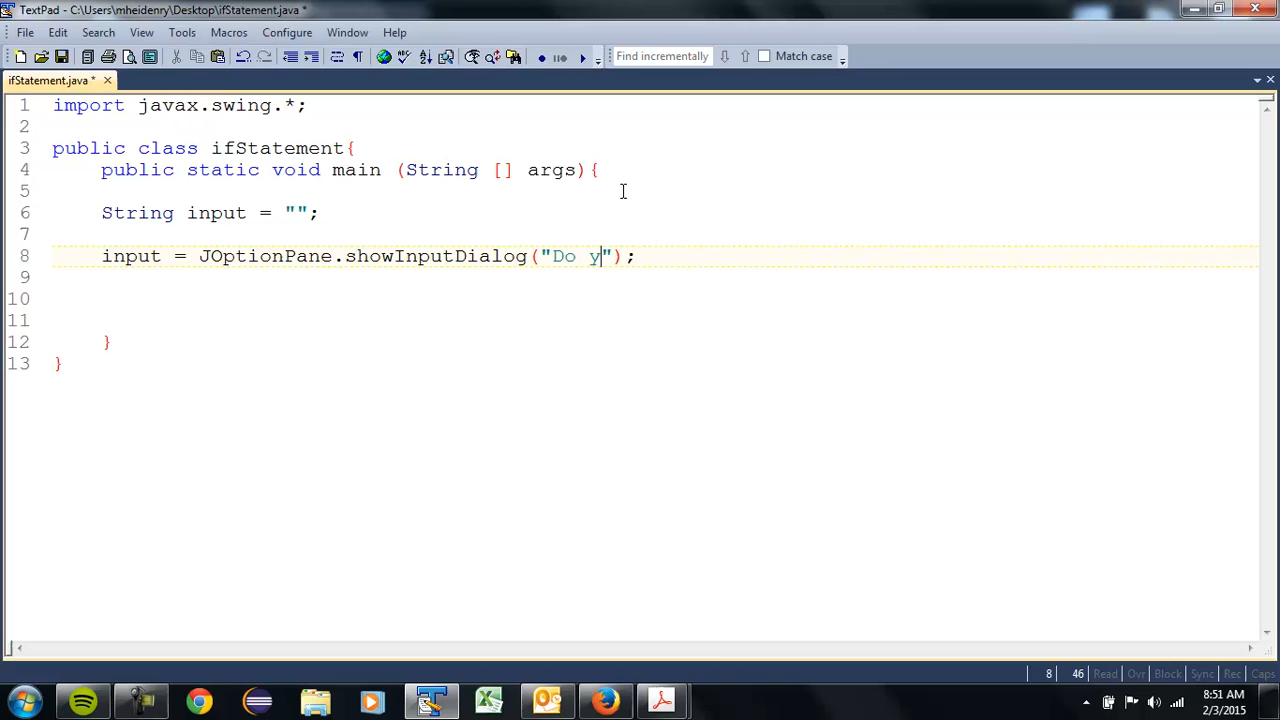 TextPad - C:\Users\mheidenry\Desktop\ifStatement.java *
File Edit Search View Tools Macros Configure Window Help
Find incrementally Match case
ifStatement.java *
1 import javax.swing.*;
2
3 public class ifStatement{
4 public static void main (String [] args){
5
6 String input = "";
7
8 input = JOptionPane.showInputDialog("Do y");
9
10
11
12 }
13 }
8 46 Read Ovr Block Sync Rec Caps
8:51 AM
2/3/2015